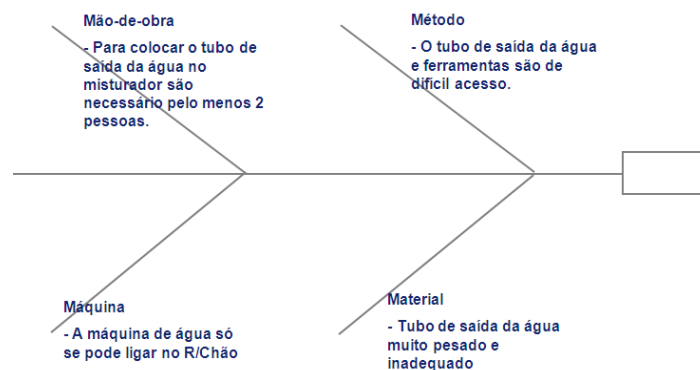 Mão-de-obra
- Para colocar o tubo de
saída da água no
misturador são
necessário pelo menos 2
pessoas.
Método
- O tubo de saída da água
e ferramentas são de
difícil acesso.
Máquina
- A máquina de água só
se pode ligar no R/Chão
Material
- Tubo de saída da água
muito pesado e
inadequado